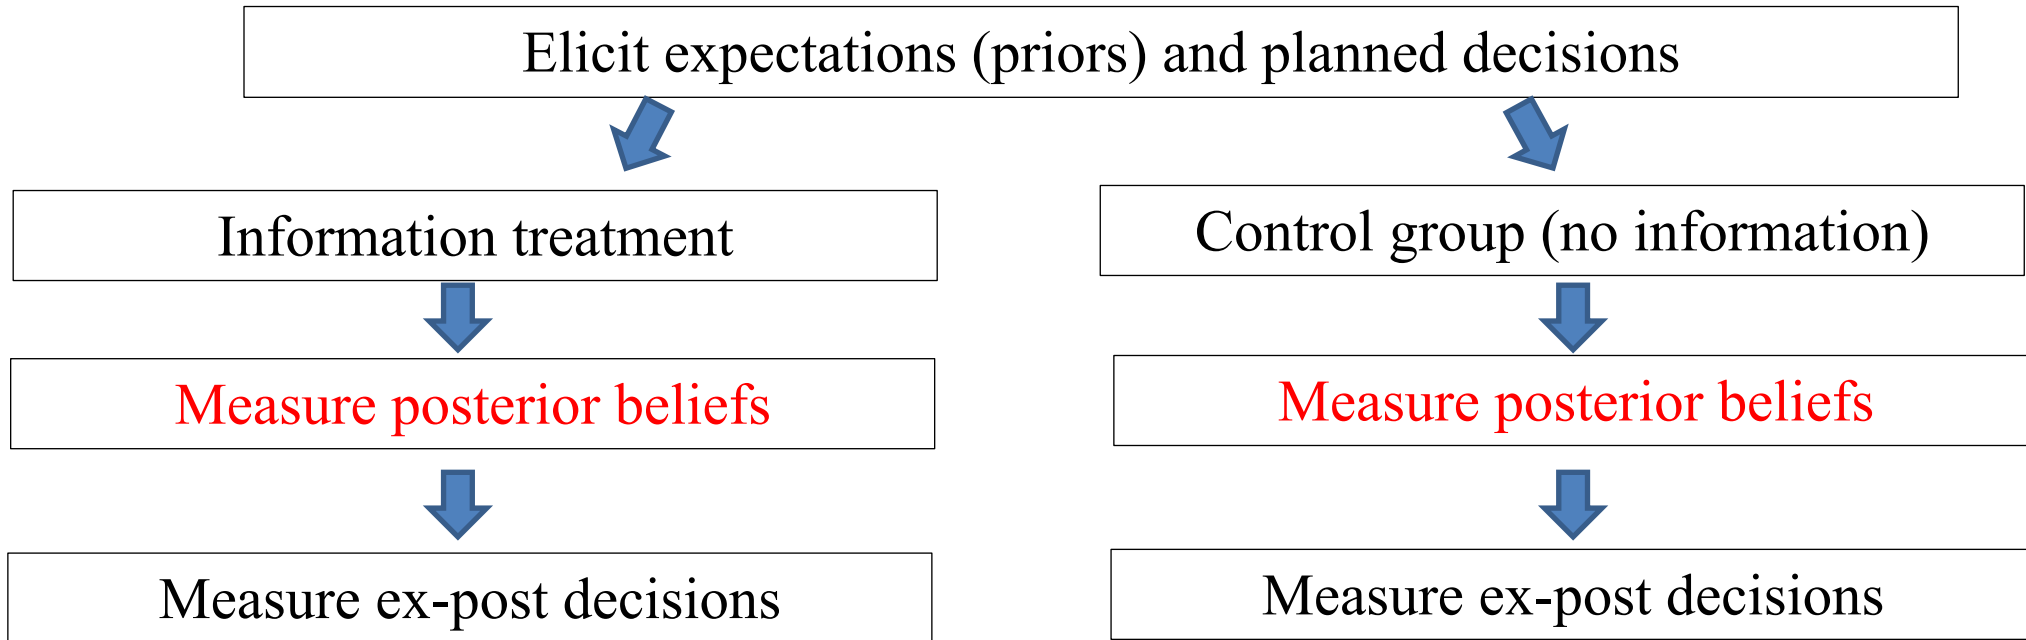 Elicit expectations (priors) and planned decisions
Information treatment
Control group (no information)
Measure posterior beliefs
Measure posterior beliefs
Measure ex-post decisions
Measure ex-post decisions